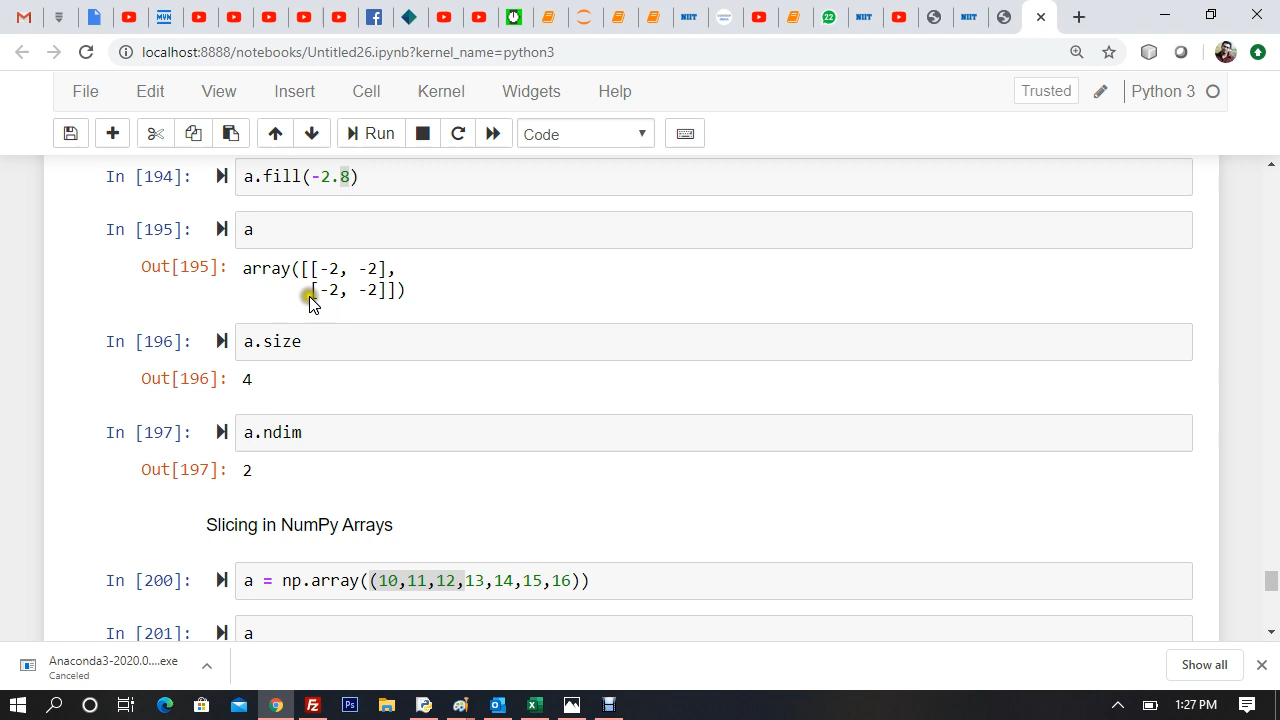 22
localhost:8888/notebooks/Untitled26.ipynb?kernel_name=python3
File Edit View Insert Cell Kernel Widgets Help Trusted Python 3
Run Code
In [194]: a.fill(-2.8)
In [195]: a
Out[195]: array([[-2, -2],
[-2, -2]])
In [196]: a.size
Out[196]: 4
In [197]: a.ndim
Out[197]: 2
Slicing in NumPy Arrays
In [200]: a = np.array((10,11,12,13,14,15,16))
In [201]: a
Anaconda3-2020.0....exe
Canceled
Show all
1:27 PM